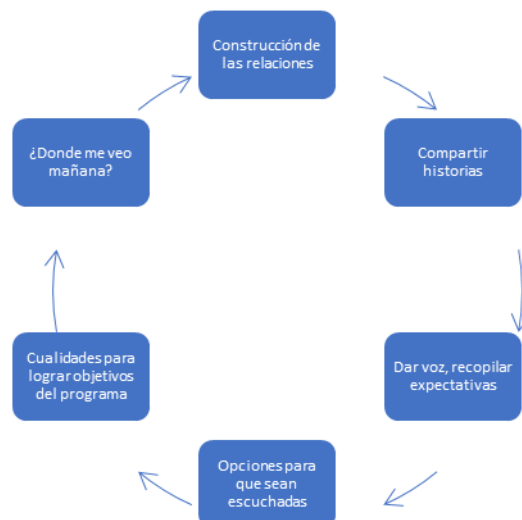 Construcción de
las relaciones
Compartir
historias
Dar voz, recopilar
expectativas
Opciones para
que sean
escuchadas
Cualidades para
lograr objetivos
del programa
¿Donde me veo
mañana?